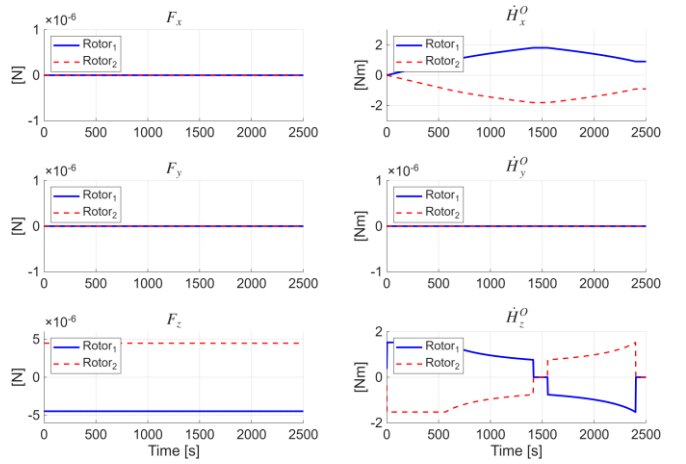 ×10⁻⁶ F_x
1
0
-1
[N]
Rotor₁
Rotor₂
0 500 1000 1500 2000 2500
Ḣ_x^O
2
0
-2
[Nm]
Rotor₁
Rotor₂
0 500 1000 1500 2000 2500
×10⁻⁶ F_y
1
0
-1
[N]
Rotor₁
Rotor₂
0 500 1000 1500 2000 2500
×10⁻⁶ Ḣ_y^O
1
0
-1
[Nm]
Rotor₁
Rotor₂
0 500 1000 1500 2000 2500
×10⁻⁶ F_z
5
0
-5
[N]
Rotor₁
Rotor₂
0 500 1000 1500 2000 2500
Time [s]
Ḣ_z^O
2
0
-2
[Nm]
Rotor₁
Rotor₂
0 500 1000 1500 2000 2500
Time [s]